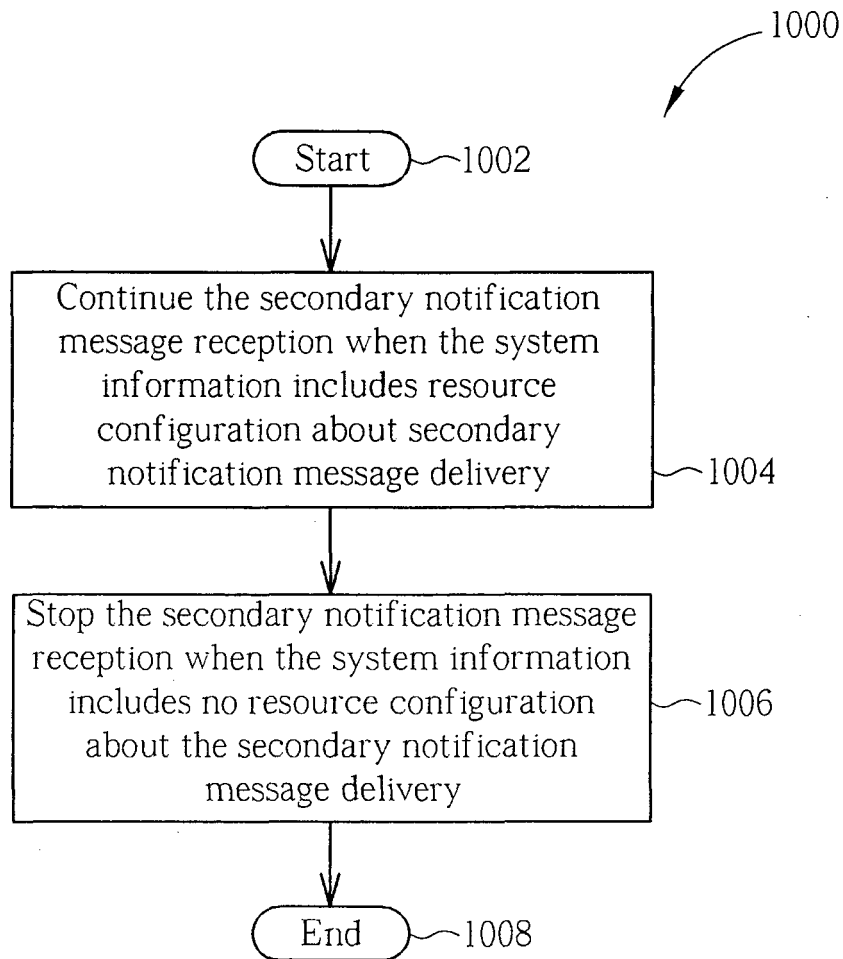 1000
Start
1002
Continue the secondary notification
message reception when the system
information includes resource
configuration about secondary
notification message delivery
1004
Stop the secondary notification message
reception when the system information
includes no resource configuration
about the secondary notification
message delivery
1006
End
1008